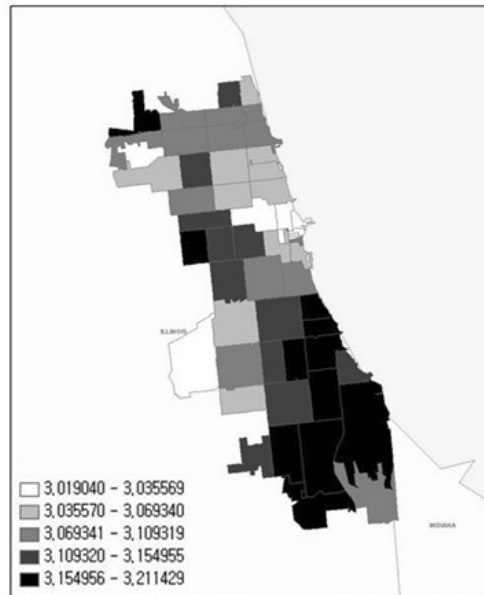 ILLINOIS
3,019040 - 3,035569
3,035570 - 3,069340
3,069341 - 3,109319
3,109320 - 3,154955
3,154956 - 3,211429
INDIANA